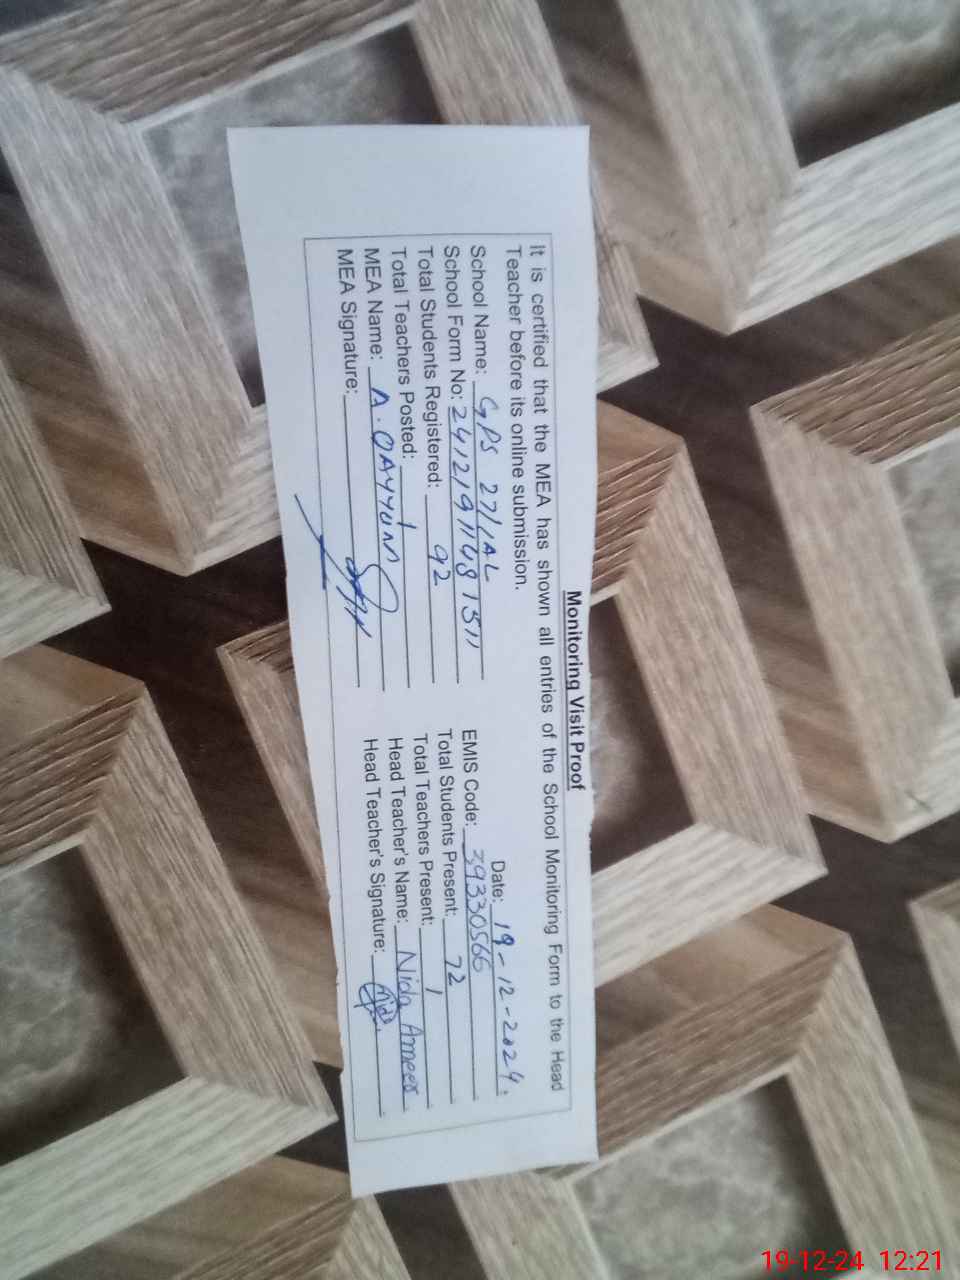 Monitoring Visit Proof
It is certified that the MEA has shown all entries of the School Monitoring Form to the Head
Teacher before its online submission.
Date: 19-12-2024.
School Name: GPS 27/1AL
EMIS Code: 39330566
School Form No: 
Total Students Present: 72
Total Students Registered: 92
Total Teachers Present: 1
Total Teachers Posted: 1
Head Teacher's Name: Nida Ameer
MEA Name: A. QAYYUM
Head Teacher's Signature: Nida
MEA Signature:
19-12-24 12:21